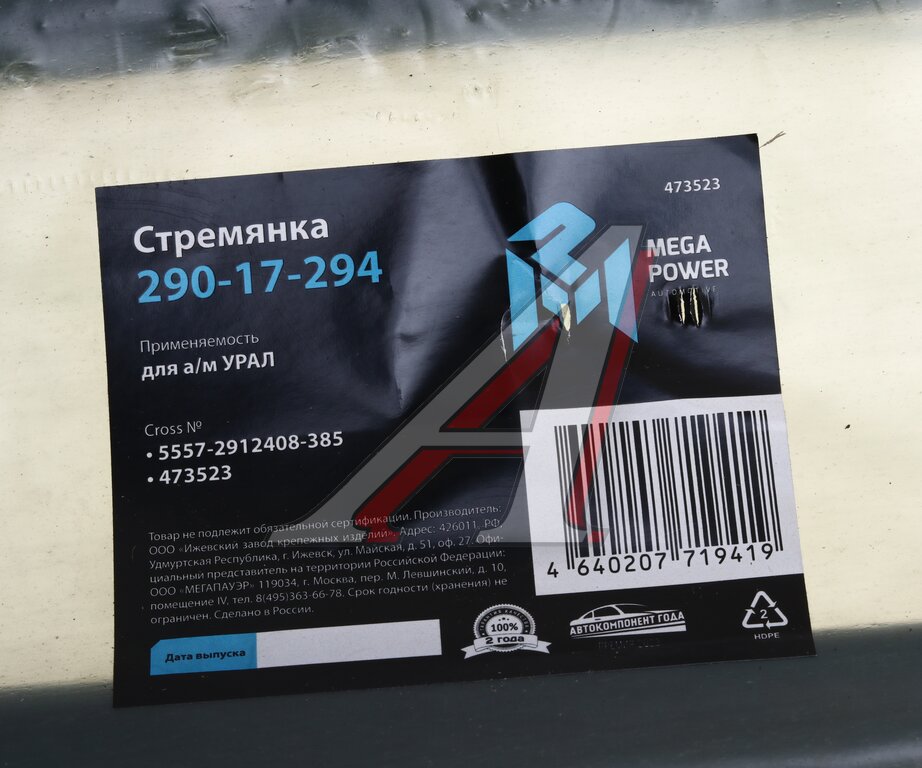 473523
Стремянка
290-17-294
MEGA
POWER
AUTOMOTIVE
Применяемость
для а/м УРАЛ
Cross №
• 5557-2912408-385
• 473523
Товар не подлежит обязательной сертификации. Производитель:
ООО «Ижевский завод крепежных изделий». Адрес: 426011, РФ,
Удмуртская Республика, г. Ижевск, ул. Майская, д. 51, оф. 27. Офи-
циальный представитель на территории Российской Федерации:
ООО «МЕГАПАУЭР» 119034, г. Москва, пер. М. Левшинский, д. 10,
помещение IV, тел. 8(495)363-66-78. Срок годности (хранения) не
ограничен. Сделано в России.
4 640207 719419
Дата выпуска
100%
2 года
АВТОКОМПОНЕНТ ГОДА
2
HDPE